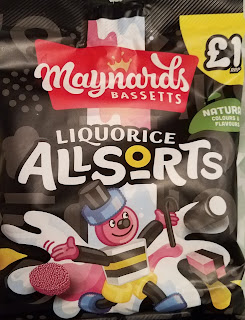 Maynards
BASSETTS
£1
NATURAL
COLOURS &
FLAVOURS
LIQUORICE
ALLSORTS